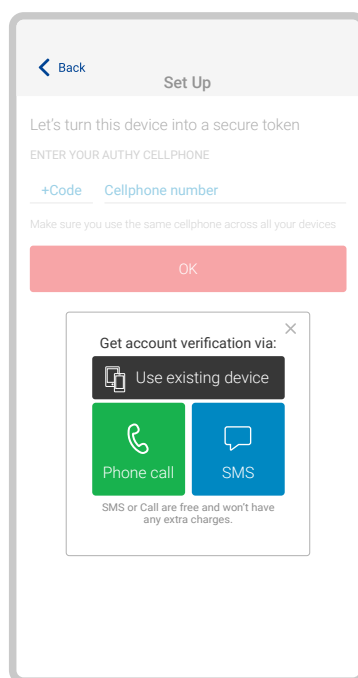 Back
Set Up
Let's turn this device into a secure token
ENTER YOUR AUTHY CELLPHONE
+Code Cellphone number
Make sure you use the same cellphone across all your devices
OK
Get account verification via:
Use existing device
Phone call SMS
SMS or Call are free and won't have
any extra charges.